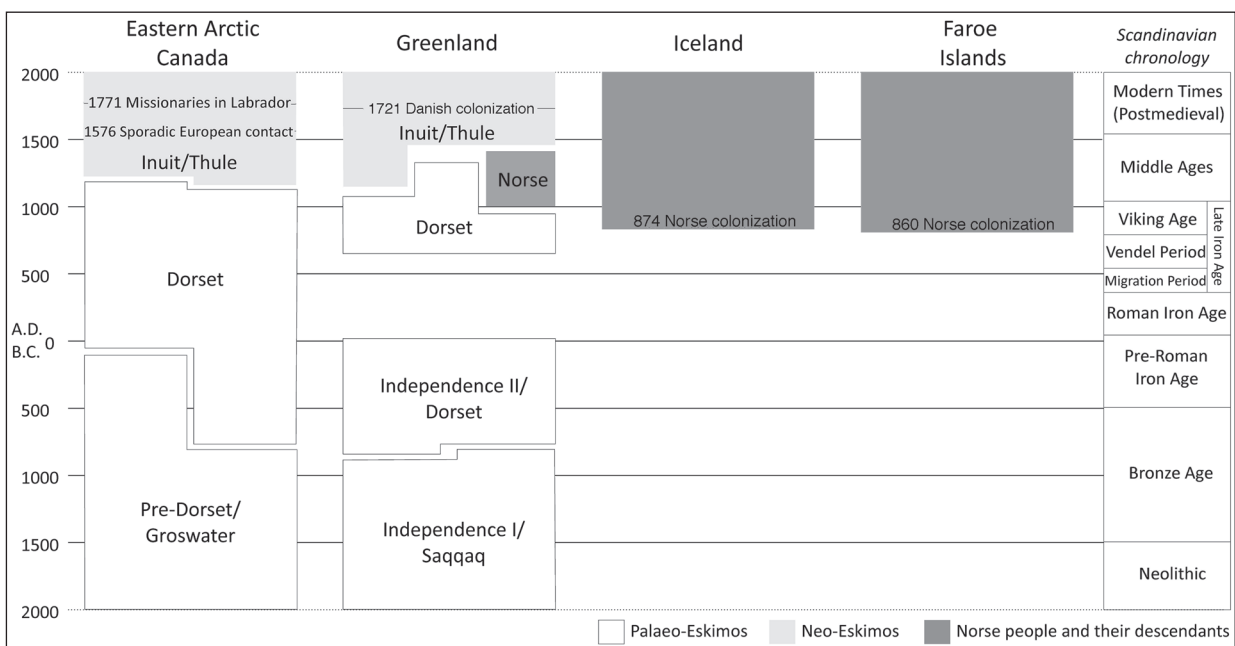 Eastern Arctic
Canada
Greenland
Iceland
Faroe
Islands
Scandinavian
chronology
2000
1500
1000
500
A.D.
0
B.C.
500
1000
1500
2000
1771 Missionaries in Labrador
1576 Sporadic European contact
Inuit/Thule
Dorset
Pre-Dorset/
Groswater
1721 Danish colonization
Inuit/Thule
Norse
Dorset
Independence II/
Dorset
Independence I/
Saqqaq
874 Norse colonization
860 Norse colonization
Modern Times
(Postmedieval)
Middle Ages
Viking Age
Vendel Period
Migration Period
Late Iron Age
Roman Iron Age
Pre-Roman
Iron Age
Bronze Age
Neolithic
Palaeo-Eskimos
Neo-Eskimos
Norse people and their descendants